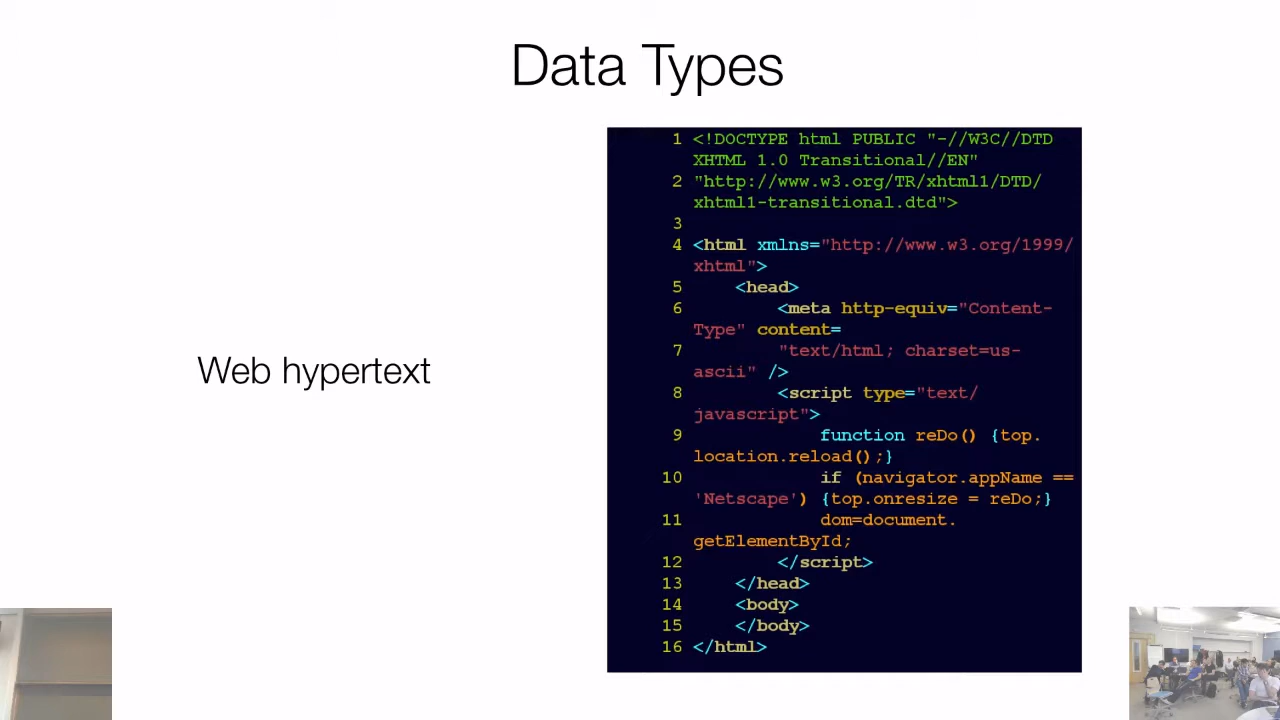 Data Types
Web hypertext
1 <!DOCTYPE html PUBLIC "-//W3C//DTD
XHTML 1.0 Transitional//EN"
2 "http://www.w3.org/TR/xhtml1/DTD/
xhtml1-transitional.dtd">
3
4 <html xmlns="http://www.w3.org/1999/
xhtml">
5 <head>
6 <meta http-equiv="Content-
Type" content=
7 "text/html; charset=us-
ascii" />
8 <script type="text/
javascript">
9 function reDo() {top.
location.reload();}
10 if (navigator.appName ==
'Netscape') {top.onresize = reDo;}
11 dom=document.
getElementById;
12 </script>
13 </head>
14 <body>
15 </body>
16 </html>